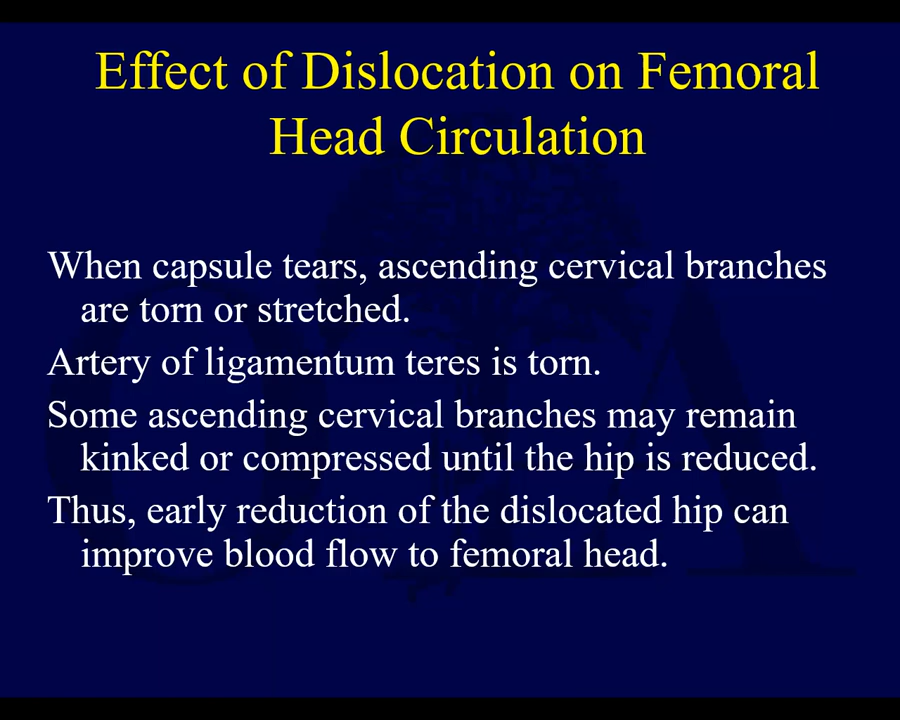 Effect of Dislocation on Femoral
Head Circulation
When capsule tears, ascending cervical branches
are torn or stretched.
Artery of ligamentum teres is torn.
Some ascending cervical branches may remain
kinked or compressed until the hip is reduced.
Thus, early reduction of the dislocated hip can
improve blood flow to femoral head.